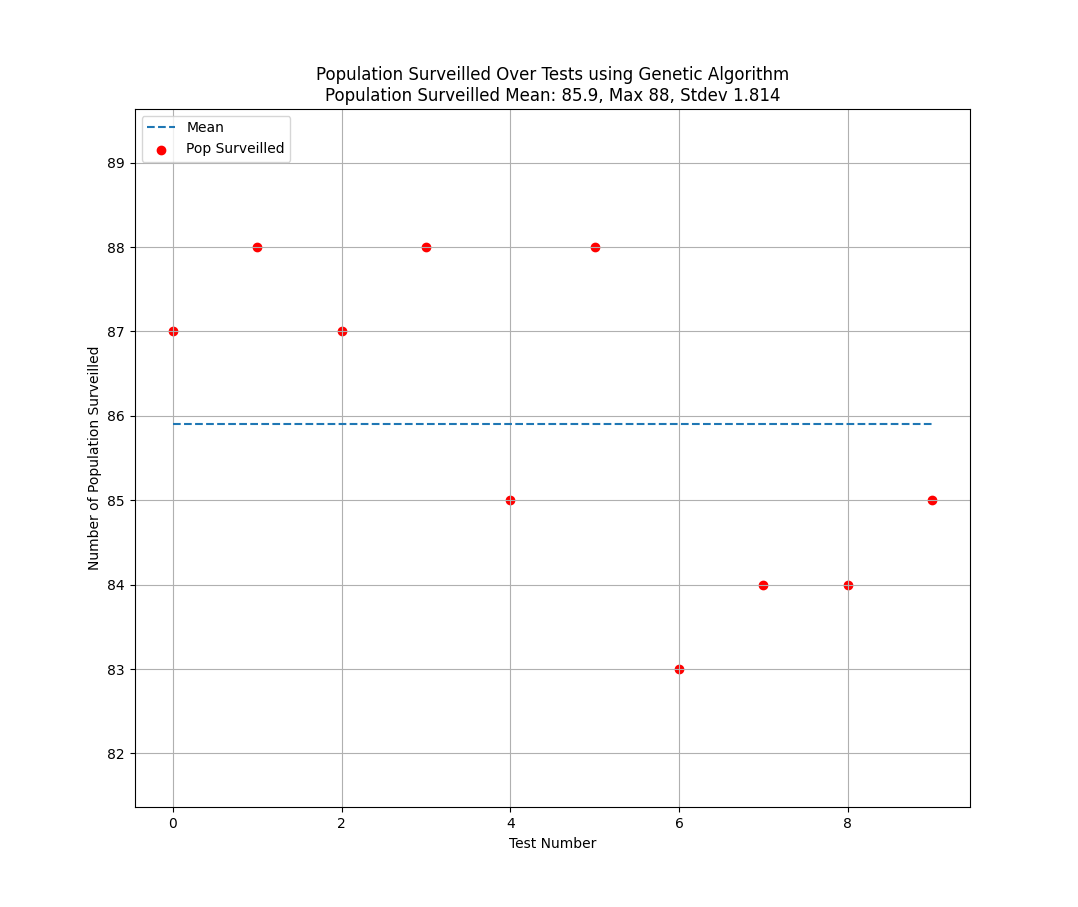 Population Surveilled Over Tests using Genetic Algorithm
Population Surveilled Mean: 85.9, Max 88, Stdev 1.814
Mean
Pop Surveilled
89
88
87
86
85
84
83
82
Number of Population Surveilled
0 2 4 6 8
Test Number